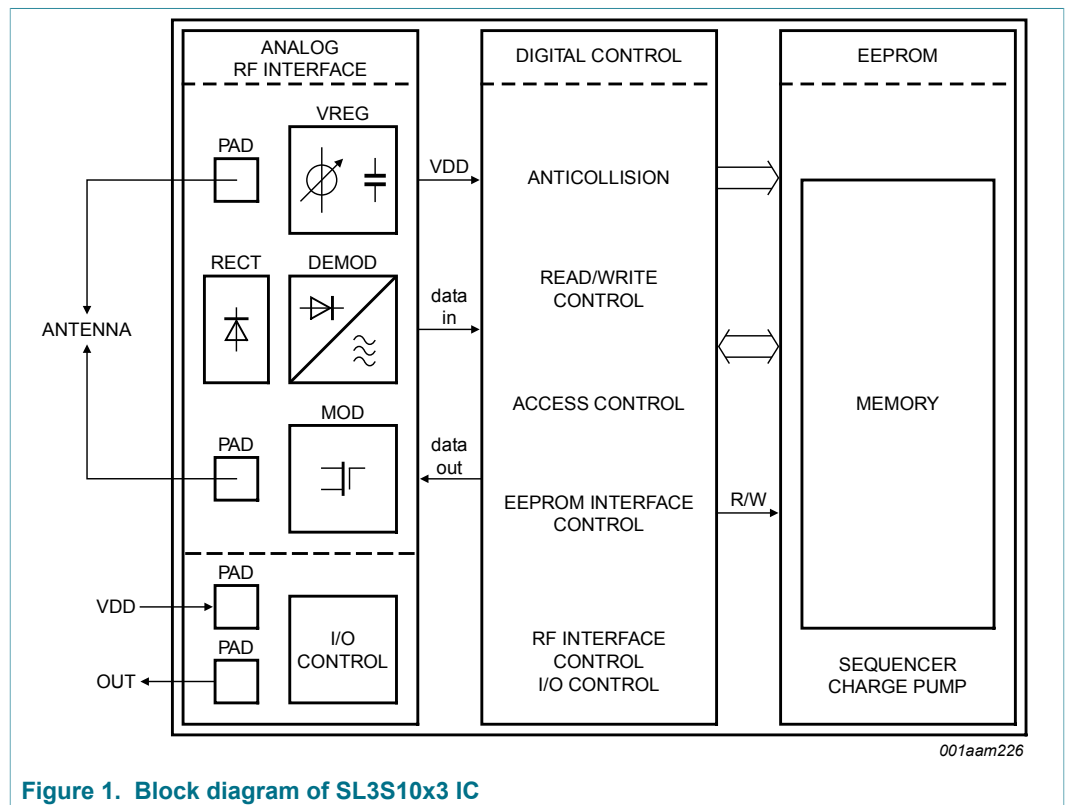 ANALOG
RF INTERFACE
VREG
PAD
RECT
DEMOD
ANTENNA
MOD
PAD
PAD
VDD
I/O
CONTROL
PAD
OUT
VDD
data
in
data
out
DIGITAL CONTROL
ANTICOLLISION
READ/WRITE
CONTROL
ACCESS CONTROL
EEPROM INTERFACE
CONTROL
RF INTERFACE
CONTROL
I/O CONTROL
R/W
EEPROM
MEMORY
SEQUENCER
CHARGE PUMP
001aam226
Figure 1. Block diagram of SL3S10x3 IC